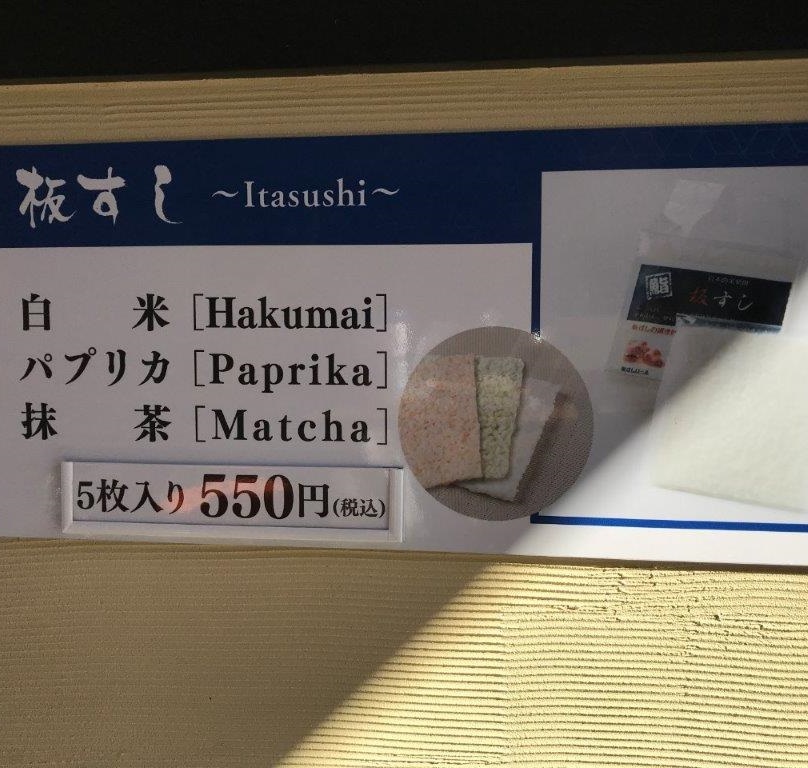 板すし ～Itasushi～
白米 [Hakumai]
パプリカ [Paprika]
抹茶 [Matcha]
5枚入り 550円(税込)
板すし